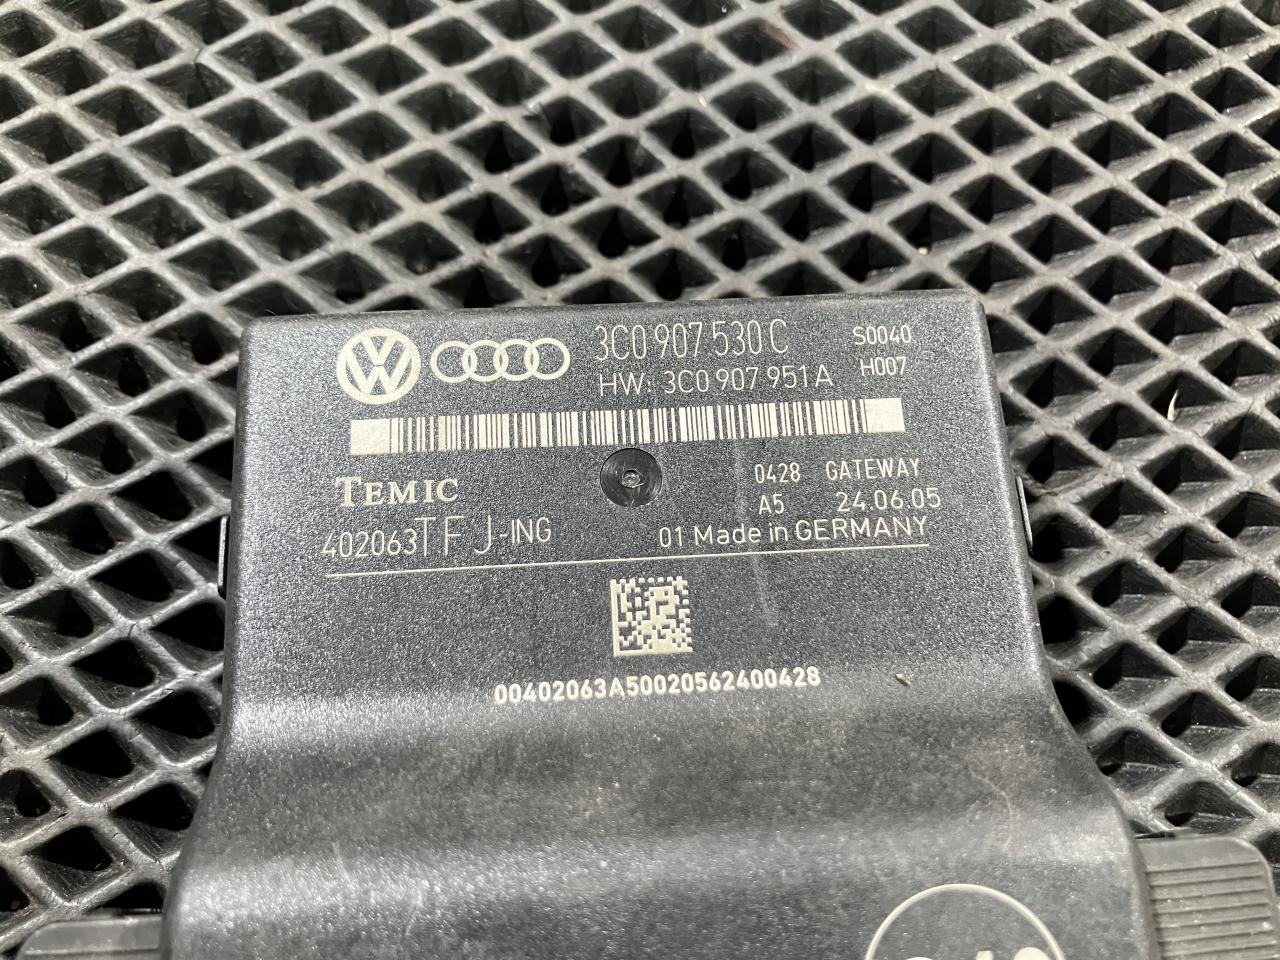 3C0 907 530 C S0040
HW: 3C0 907 951 A H007
TEMIC 0428 GATEWAY
A5 24.06.05
402063TFJ-ING 01 Made in GERMANY
00402063A50020562400428